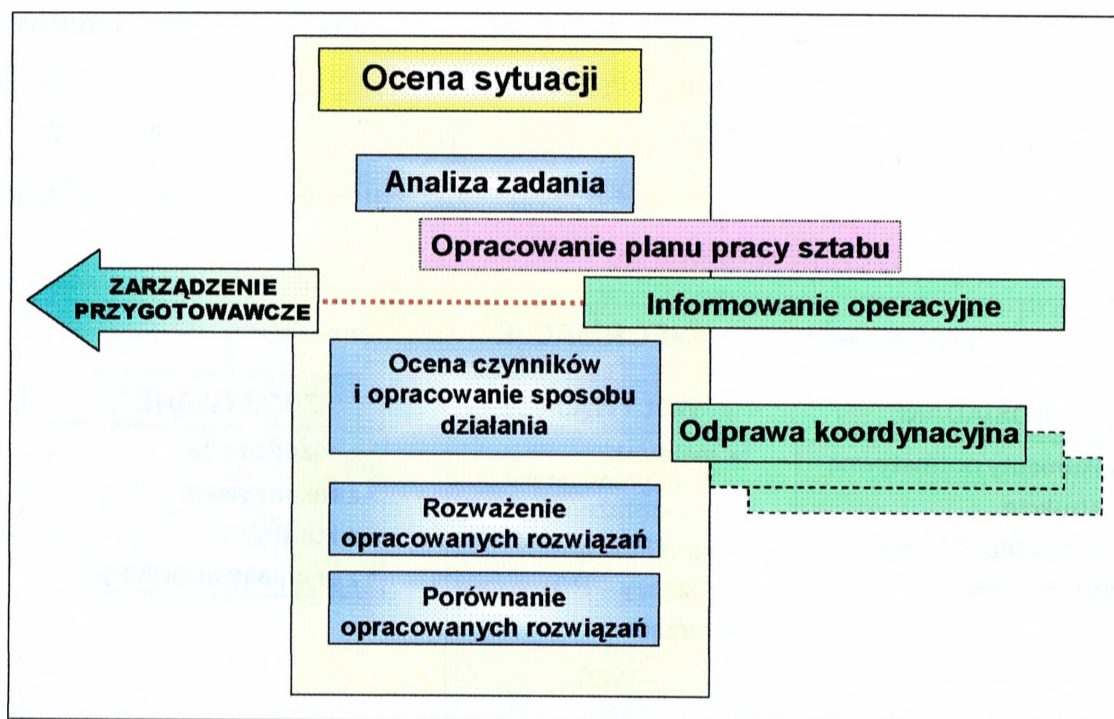 Ocena sytuacji
Analiza zadania
Opracowanie planu pracy sztabu
ZARZĄDZENIE
PRZYGOTOWAWCZE
Informowanie operacyjne
Ocena czynników
i opracowanie sposobu
działania
Odprawa koordynacyjna
Rozważenie
opracowanych rozwiązań
Porównanie
opracowanych rozwiązań